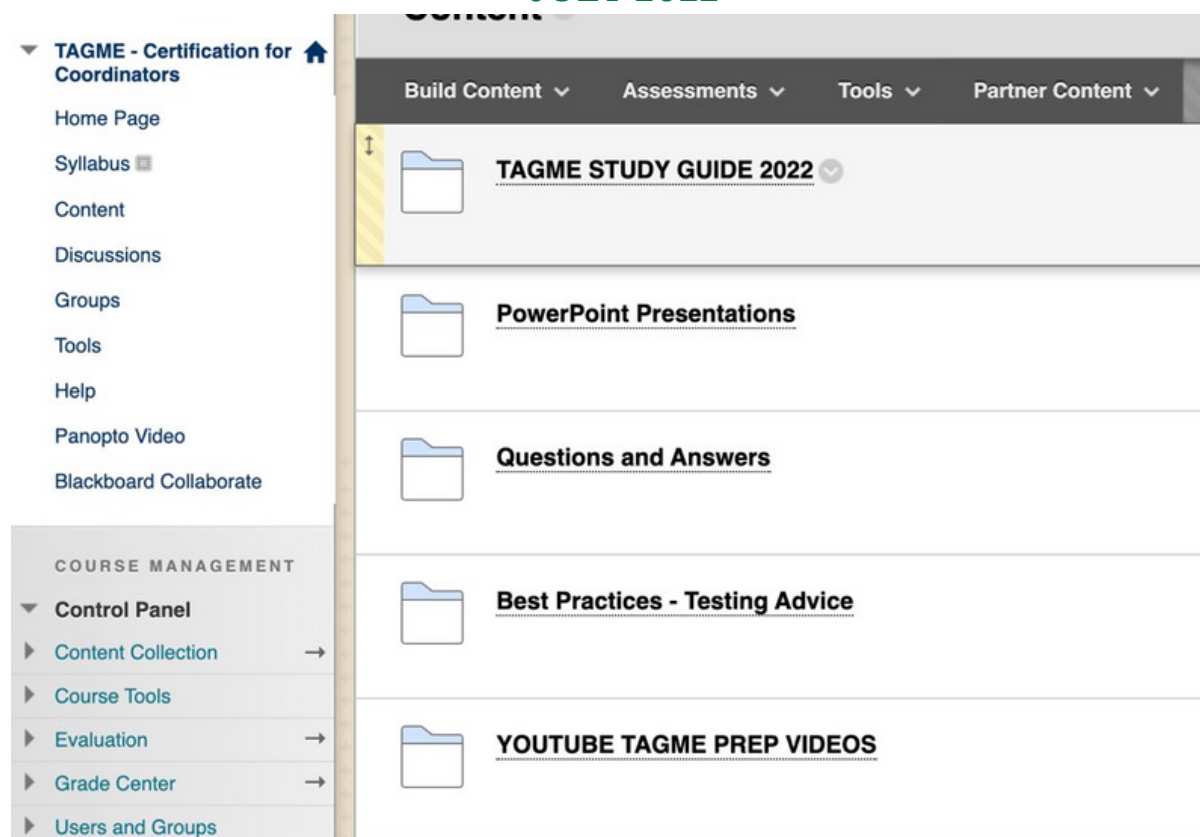 JULY 2022
Content
TAGME - Certification for
Coordinators
Home Page
Syllabus
Content
Discussions
Groups
Tools
Help
Panopto Video
Blackboard Collaborate
COURSE MANAGEMENT
Control Panel
Content Collection
Course Tools
Evaluation
Grade Center
Users and Groups
Build Content
Assessments
Tools
Partner Content
TAGME STUDY GUIDE 2022
PowerPoint Presentations
Questions and Answers
Best Practices - Testing Advice
YOUTUBE TAGME PREP VIDEOS